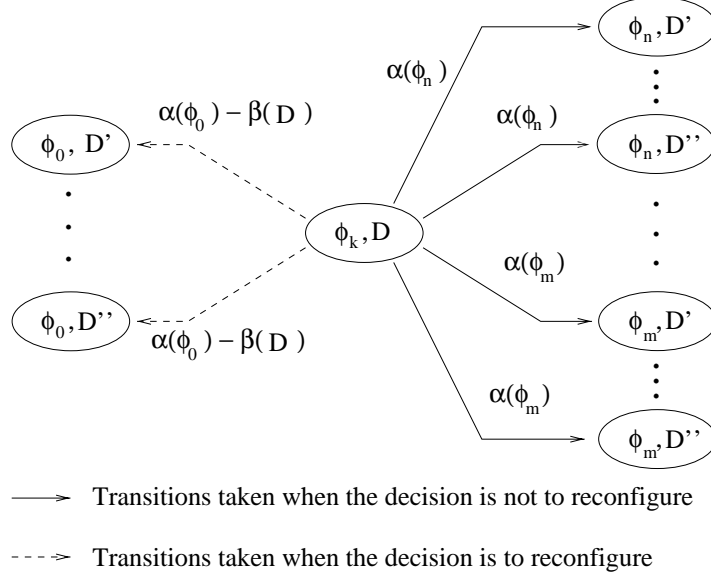 ϕn, D'
α(ϕn)
α(ϕ0) − β(D)
α(ϕn)
ϕ0, D'
ϕn, D''
ϕk, D
α(ϕm)
ϕ0, D''
ϕm, D'
α(ϕ0) − β(D)
α(ϕm)
ϕm, D''
Transitions taken when the decision is not to reconfigure
Transitions taken when the decision is to reconfigure